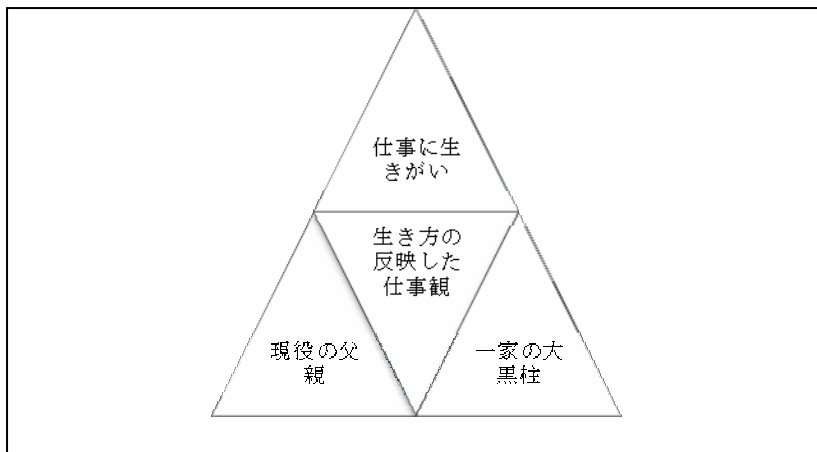 仕事に生
きがい
生き方の
反映した
仕事観
現役の父
親
一家の大
黒柱